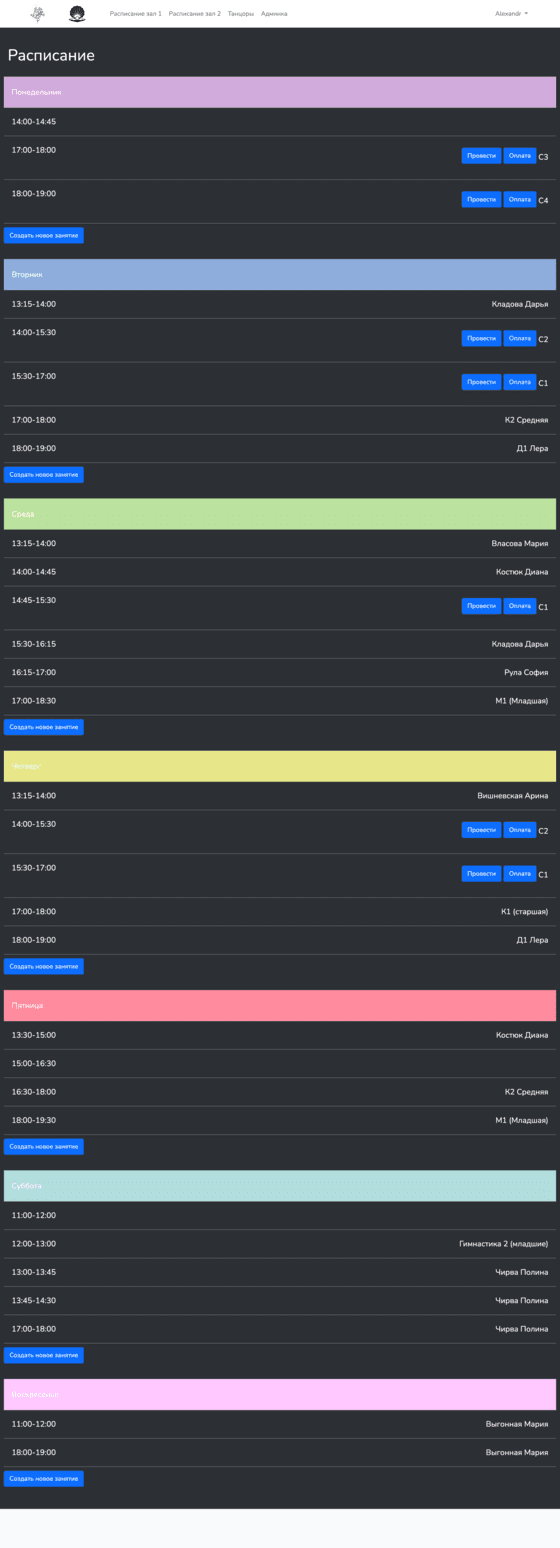 Расписание зал 1 Расписание зал 2 Танцоры Админка Alexandr
Расписание
Понедельник
14:00-14:45
17:00-18:00 Провести Оплата С3
18:00-19:00 Провести Оплата С4
Создать новое занятие
Вторник
13:15-14:00 Кладова Дарья
14:00-15:30 Провести Оплата С2
15:30-17:00 Провести Оплата С1
17:00-18:00 К2 Средняя
18:00-19:00 Д1 Лера
Создать новое занятие
Среда
13:15-14:00 Власова Мария
14:00-14:45 Костюк Диана
14:45-15:30 Провести Оплата С1
15:30-16:15 Кладова Дарья
16:15-17:00 Рула София
17:00-18:30 М1 (Младшая)
Создать новое занятие
Четверг
13:15-14:00 Вишневская Арина
14:00-15:30 Провести Оплата С2
15:30-17:00 Провести Оплата С1
17:00-18:00 К1 (старшая)
18:00-19:00 Д1 Лера
Создать новое занятие
Пятница
13:30-15:00 Костюк Диана
15:00-16:30
16:30-18:00 К2 Средняя
18:00-19:30 М1 (Младшая)
Создать новое занятие
Суббота
11:00-12:00
12:00-13:00 Гимнастика 2 (младшие)
13:00-13:45 Чирва Полина
13:45-14:30 Чирва Полина
17:00-18:00 Чирва Полина
Создать новое занятие
Воскресенье
11:00-12:00 Выгонная Мария
18:00-19:00 Выгонная Мария
Создать новое занятие